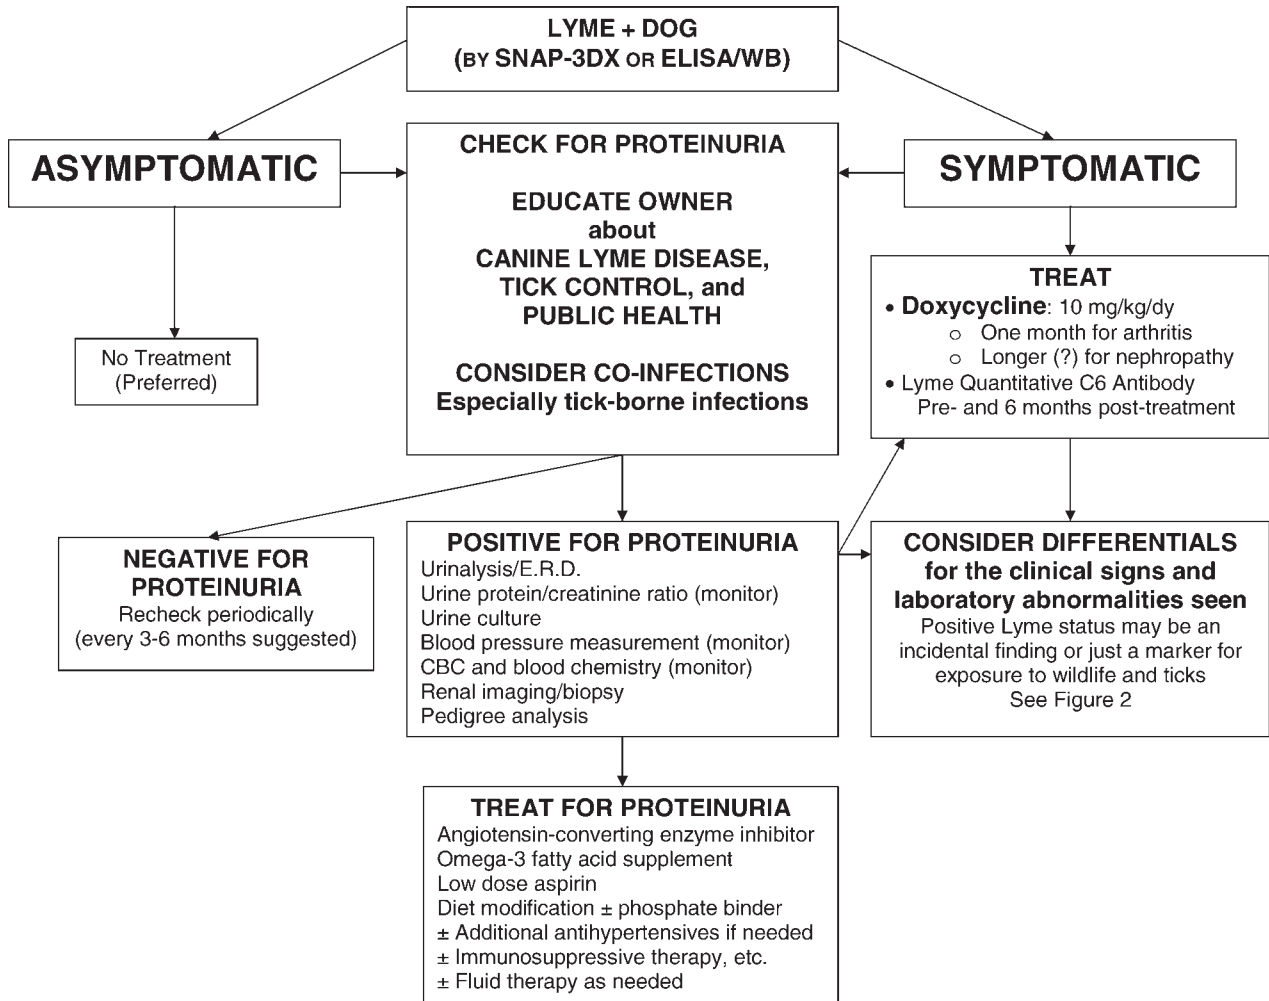 LYME + DOG
(BY SNAP-3DX OR ELISA/WB)
ASYMPTOMATIC
CHECK FOR PROTEINURIA
EDUCATE OWNER
about
CANINE LYME DISEASE,
TICK CONTROL, and
PUBLIC HEALTH
CONSIDER CO-INFECTIONS
Especially tick-borne infections
SYMPTOMATIC
No Treatment
(Preferred)
TREAT
• Doxycycline: 10 mg/kg/dy
o One month for arthritis
o Longer (?) for nephropathy
• Lyme Quantitative C6 Antibody
Pre- and 6 months post-treatment
NEGATIVE FOR
PROTEINURIA
Recheck periodically
(every 3-6 months suggested)
POSITIVE FOR PROTEINURIA
Urinalysis/E.R.D.
Urine protein/creatinine ratio (monitor)
Urine culture
Blood pressure measurement (monitor)
CBC and blood chemistry (monitor)
Renal imaging/biopsy
Pedigree analysis
CONSIDER DIFFERENTIALS
for the clinical signs and
laboratory abnormalities seen
Positive Lyme status may be an
incidental finding or just a marker for
exposure to wildlife and ticks
See Figure 2
TREAT FOR PROTEINURIA
Angiotensin-converting enzyme inhibitor
Omega-3 fatty acid supplement
Low dose aspirin
Diet modification ± phosphate binder
± Additional antihypertensives if needed
± Immunosuppressive therapy, etc.
± Fluid therapy as needed